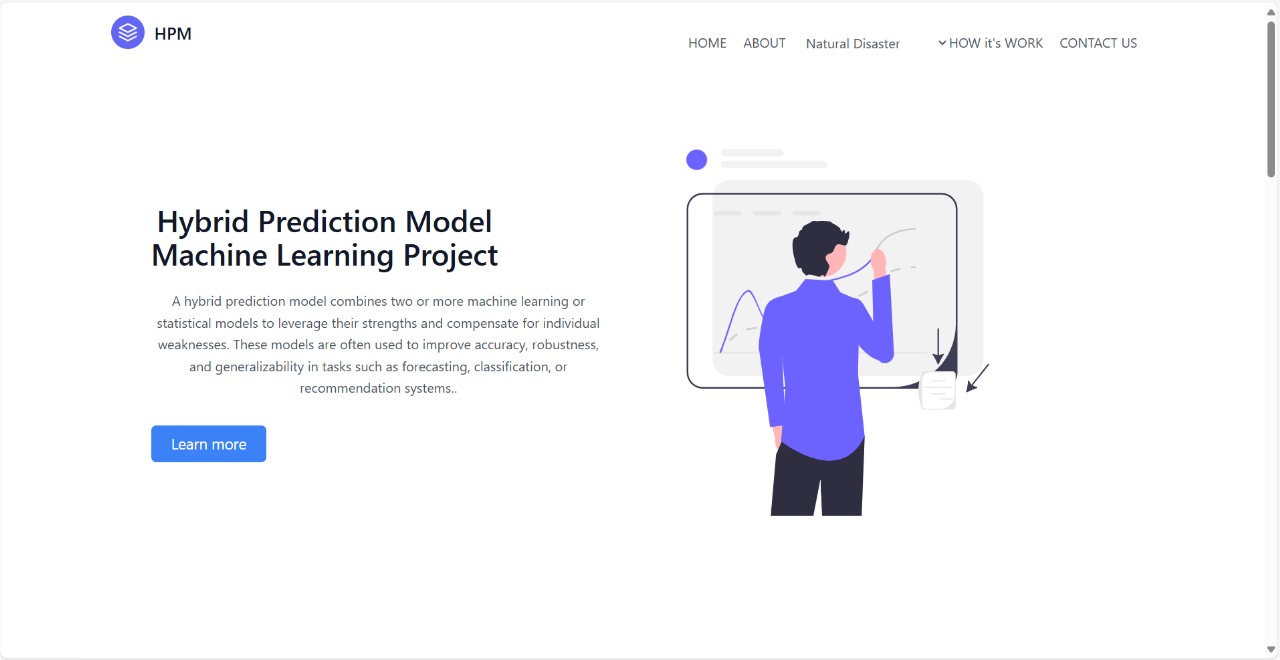 HPM
HOME ABOUT Natural Disaster HOW it's WORK CONTACT US
Hybrid Prediction Model
Machine Learning Project
A hybrid prediction model combines two or more machine learning or
statistical models to leverage their strengths and compensate for individual
weaknesses. These models are often used to improve accuracy, robustness,
and generalizability in tasks such as forecasting, classification, or
recommendation systems..
Learn more